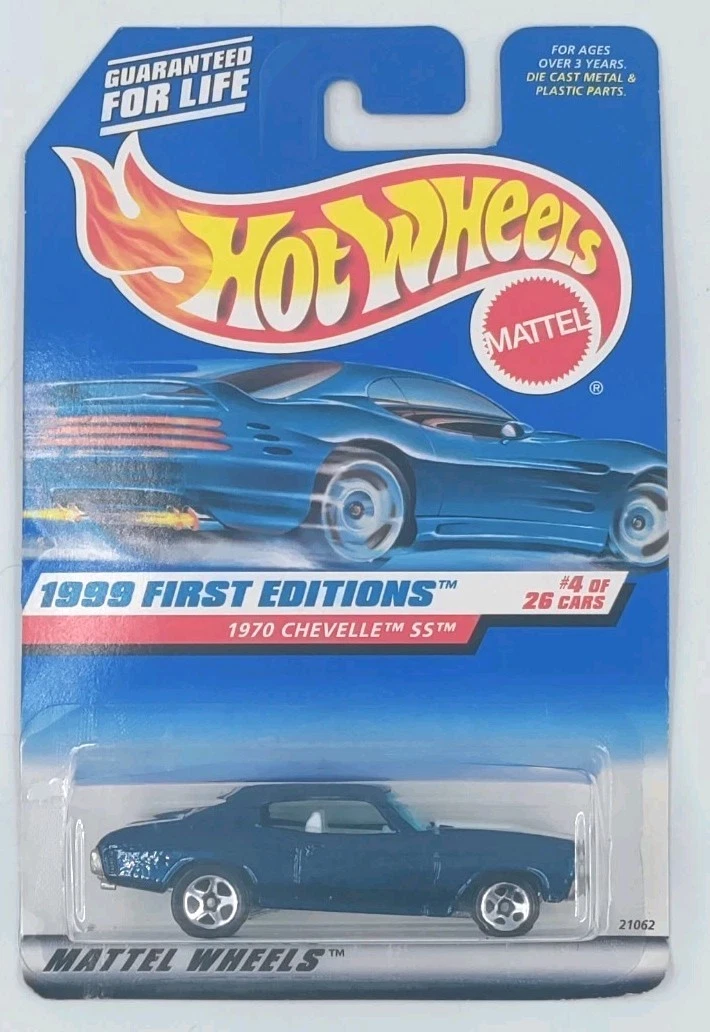 GUARANTEED
FOR LIFE
FOR AGES
OVER 3 YEARS.
DIE CAST METAL &
PLASTIC PARTS.
HOT WHEELS
MATTEL
®
1999 FIRST EDITIONS™
#4 OF
26 CARS
1970 CHEVELLE™ SS™
21062
MATTEL WHEELS™